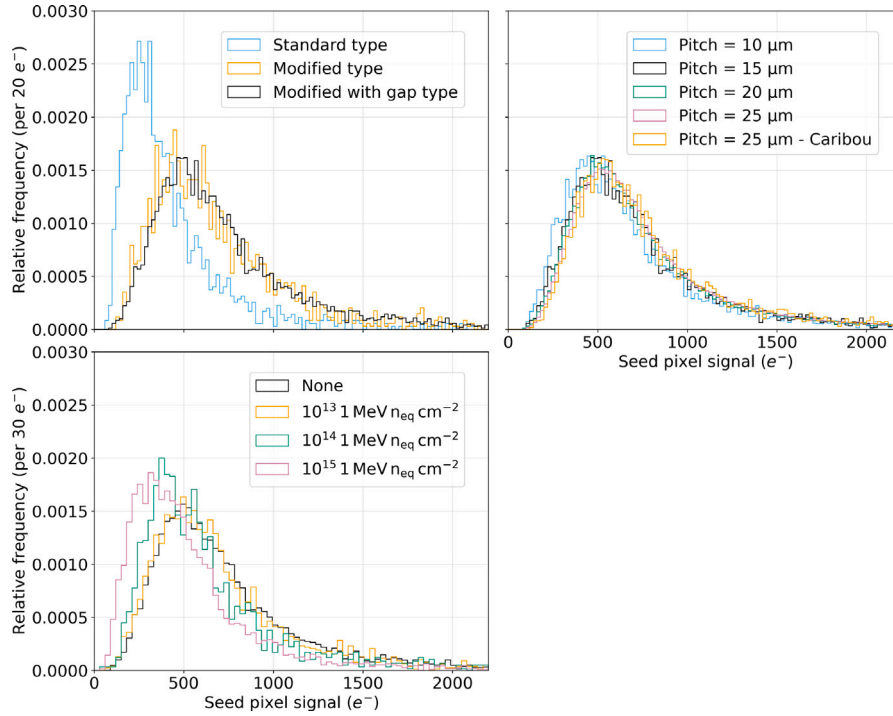 0.0030
0.0025
0.0020
0.0015
0.0010
0.0005
0.0000
Relative frequency (per 20 e⁻)
Standard type
Modified type
Modified with gap type
Pitch = 10 μm
Pitch = 15 μm
Pitch = 20 μm
Pitch = 25 μm
Pitch = 25 μm - Caribou
0 500 1000 1500 2000
Seed pixel signal (e⁻)
0.0030
0.0025
0.0020
0.0015
0.0010
0.0005
0.0000
Relative frequency (per 30 e⁻)
None
10¹³ 1 MeV n_eq cm⁻²
10¹⁴ 1 MeV n_eq cm⁻²
10¹⁵ 1 MeV n_eq cm⁻²
0 500 1000 1500 2000
Seed pixel signal (e⁻)